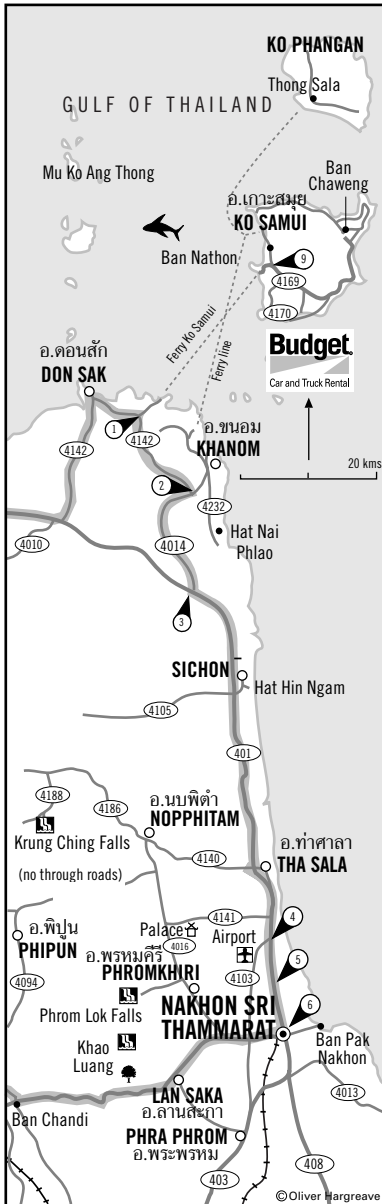 KO PHANGAN
Thong Sala
GULF OF THAILAND
Mu Ko Ang Thong
Ban
Chaweng
อ.เกาะสมุย
KO SAMUI
Ban Nathon
9
4169
4170
Ferry Ko Samui
Ferry line
Budget
Car and Truck Rental
อ.ดอนสัก
DON SAK
1
4142
4142
อ.ขนอม
KHANOM
20 kms
2
4232
4010
4014
Hat Nai
Phlao
3
SICHON
Hat Hin Ngam
4105
401
4188
4186
อ.นบพิตำ
NOPPHITAM
Krung Ching Falls
(no through roads)
4140
อ.ท่าศาลา
THA SALA
อ.พิปูน
PHIPUN
4094
Palace
4141
4016
Airport
4
4103
5
อ.พรหมคีรี
PHROMKHIRI
Phrom Lok Falls
NAKHON SRI
THAMMARAT
6
Khao
Luang
Ban Pak
Nakhon
4013
Ban Chandi
LAN SAKA
อ.ลานสะกา
PHRA PHROM
อ.พระพรหม
403
408
©Oliver Hargreave